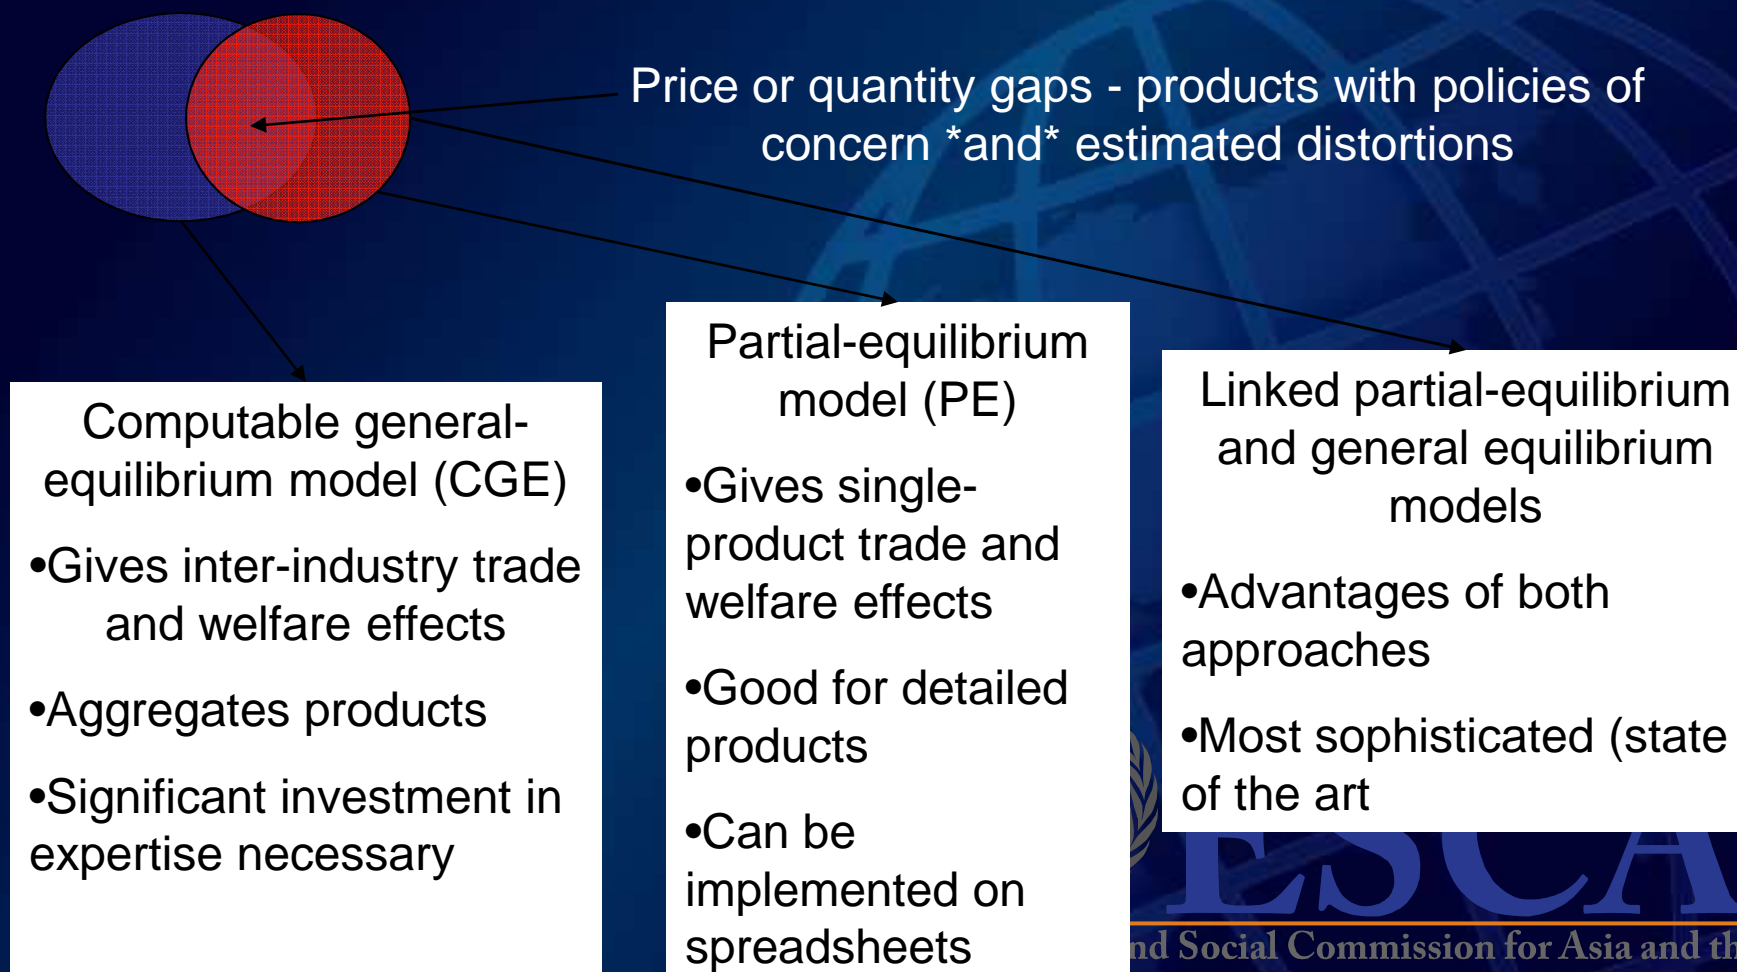 Price or quantity gaps - products with policies of
concern *and* estimated distortions
Computable general-
equilibrium model (CGE)
•Gives inter-industry trade
and welfare effects
•Aggregates products
•Significant investment in
expertise necessary
Partial-equilibrium
model (PE)
•Gives single-
product trade and
welfare effects
•Good for detailed
products
•Can be
implemented on
spreadsheets
Linked partial-equilibrium
and general equilibrium
models
•Advantages of both
approaches
•Most sophisticated (state
of the art
ESCA
nd Social Commission for Asia and th